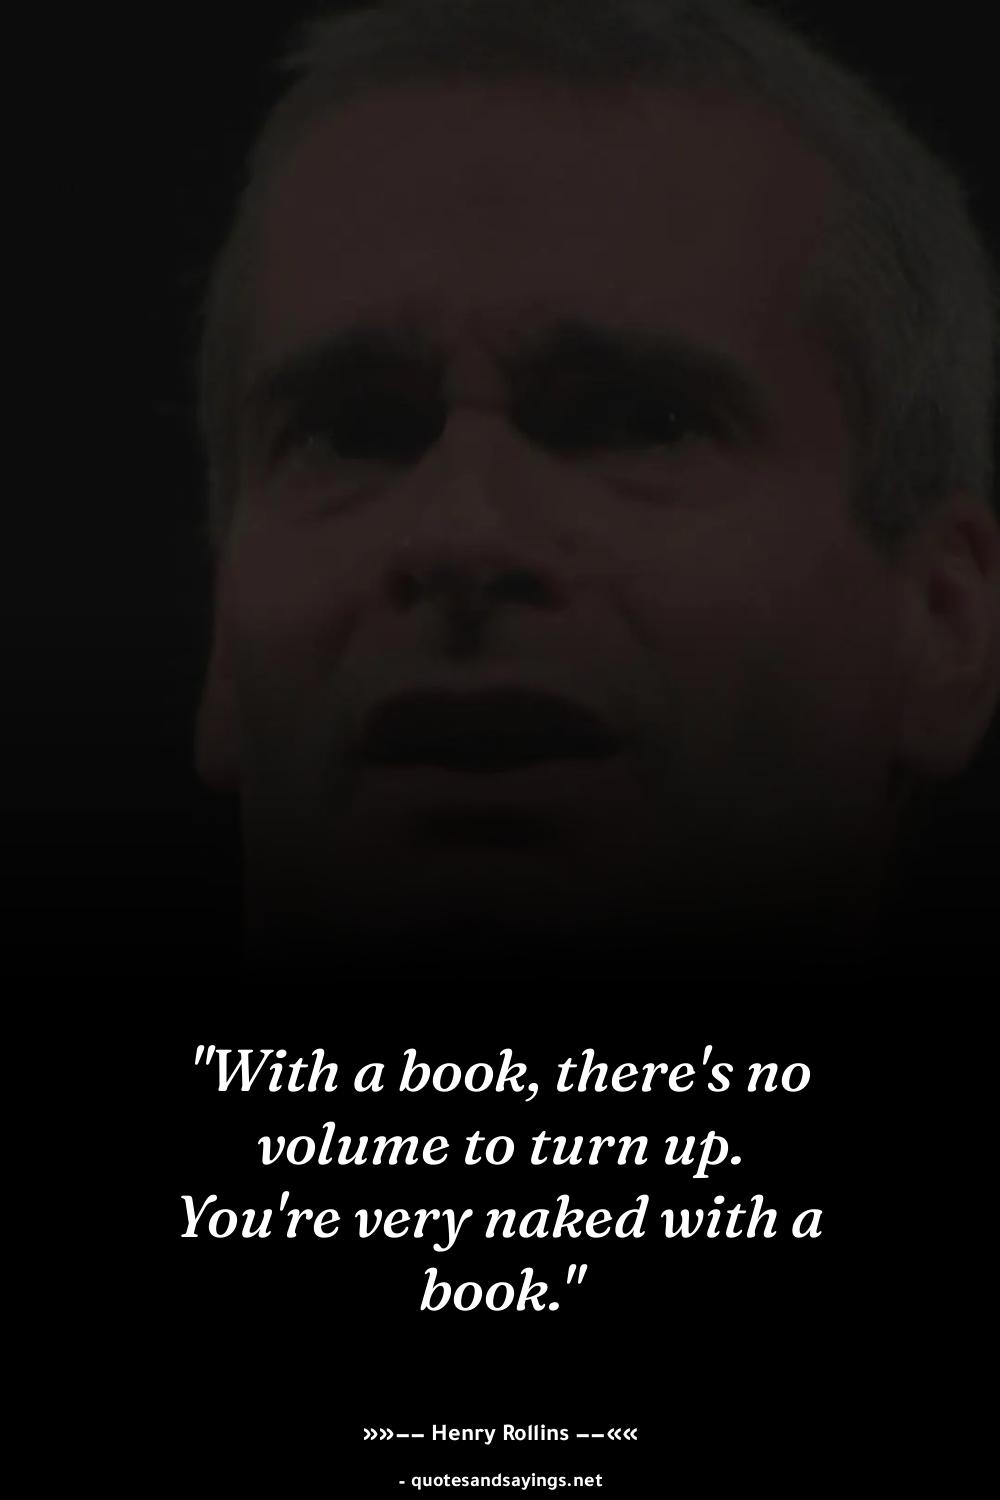 "With a book, there's no
volume to turn up.
You're very naked with a
book."
»»−− Henry Rollins −−««
- quotesandsayings.net